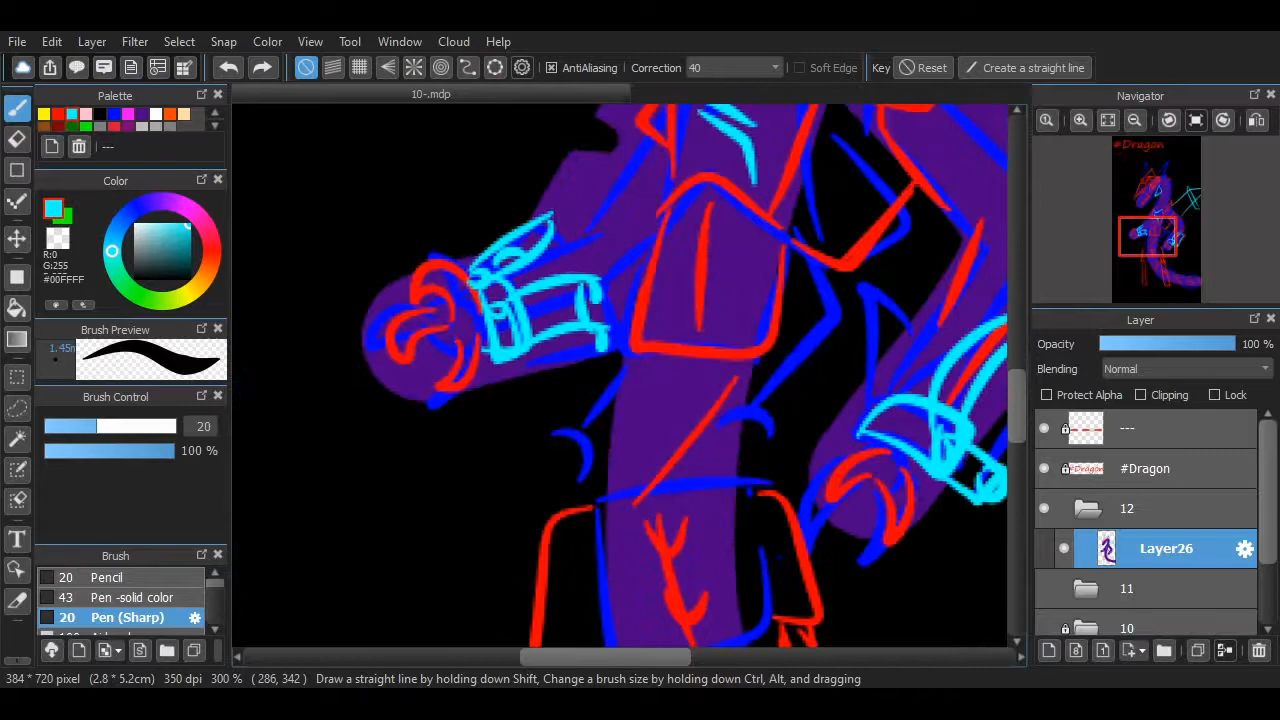 File Edit Layer Filter Select Snap Color View Tool Window Cloud Help
AntiAliasing Correction 40 Soft Edge Key Reset Create a straight line
Palette
10-.mdp
Navigator
---
#Dragon
Color
R:0
G:255
#00FFFF
Brush Preview
1.45m
Brush Control
20
100 %
Layer
Opacity 100 %
Blending Normal
Protect Alpha Clipping Lock
---
#Dragon
12
Layer26
11
10
Brush
20 Pencil
43 Pen -solid color
20 Pen (Sharp)
384 * 720 pixel (2.8 * 5.2cm) 350 dpi 300 % ( 286, 342 ) Draw a straight line by holding down Shift, Change a brush size by holding down Ctrl, Alt, and dragging